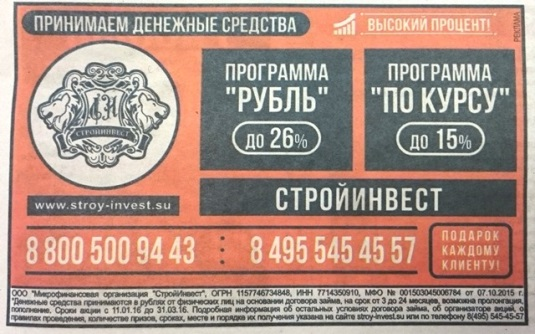 ПРИНИМАЕМ ДЕНЕЖНЫЕ СРЕДСТВА
ВЫСОКИЙ ПРОЦЕНТ!
РЕКЛАМА
СТРОЙИНВЕСТ
ПРОГРАММА
"РУБЛЬ"
до 26%
ПРОГРАММА
"ПО КУРСУ"
до 15%
www.stroy-invest.su
СТРОЙИНВЕСТ
8 800 500 94 43 : 8 495 545 45 57
ПОДАРОК
КАЖДОМУ
КЛИЕНТУ!
ООО "Микрофинансовая организация "СтройИнвест", ОГРН 1157746734848, ИНН 7714350910, МФО № 001503045006784 от 07.10.2015 г.
*Денежные средства принимаются в рублях от физических лиц на основании договора займа, на срок от 3 до 24 месяцев, возможна пролонгация,
пополнение. Сроки акции с 11.01.16 до 31.03.16. Подробная информация об остальных условиях договора займа, об организаторе акции, о
правилах проведения, количестве призов, сроках, месте и порядке их получения указана на сайте stroy-invest.su или по телефону 8(495) 545-45-57